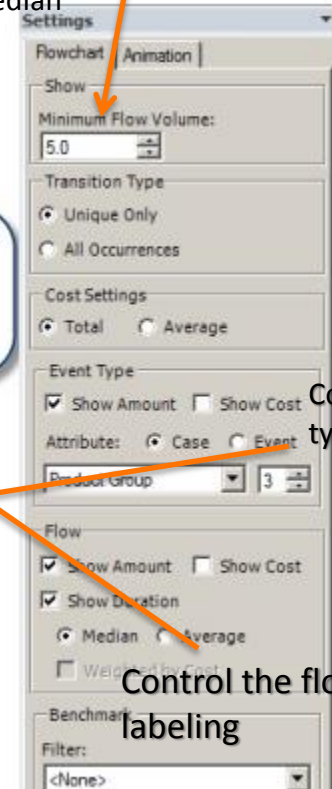 edian
Settings
Flowchart Animation
Show
Minimum Flow Volume:
5.0
Transition Type
Unique Only
All Occurrences
Cost Settings
Total Average
Event Type
Show Amount Show Cost
Co
Attribute: Case Event
ty
Product Group 3
Flow
Show Amount Show Cost
Show Duration
Median Average
Weighted by Cost
Control the flo
labeling
Benchmark
Filter:
<None>